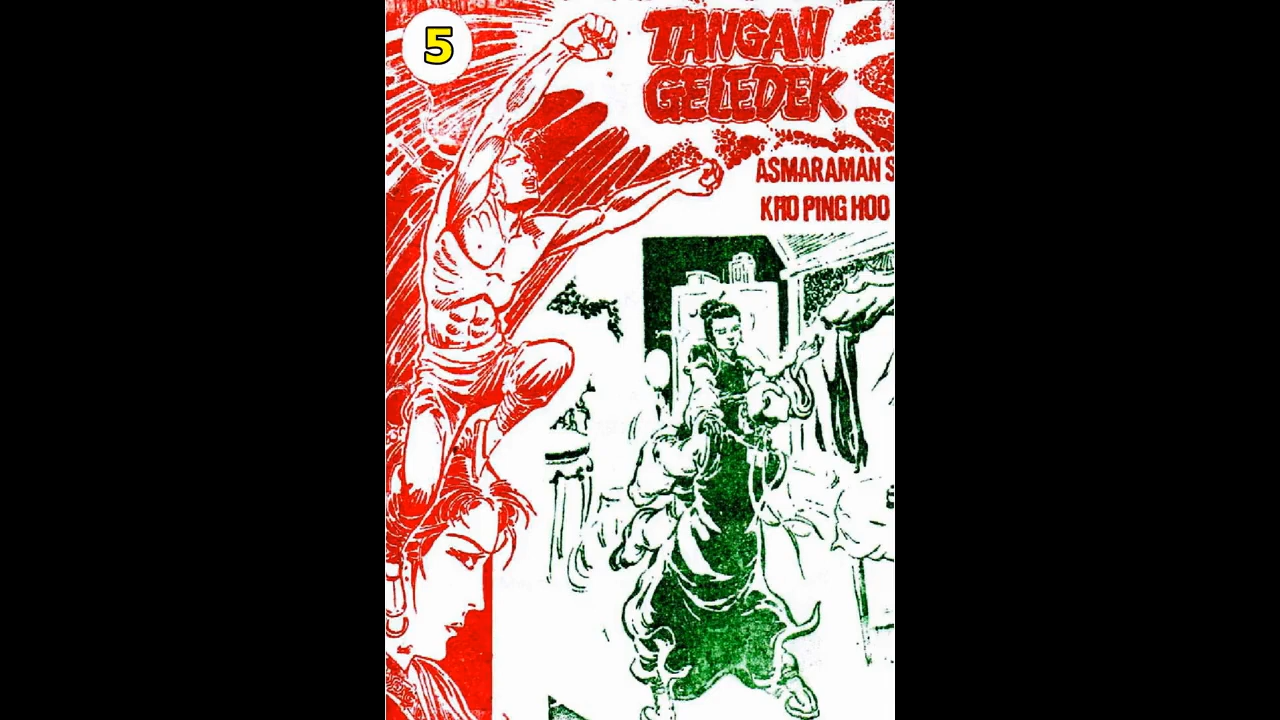 5
TANGAN
GELEDEK
ASMARAMAN S
KHO PING HOO